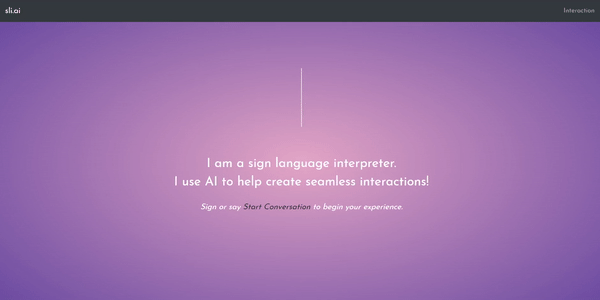 sli.ai
Interaction
I am a sign language interpreter.
I use AI to help create seamless interactions!
Sign or say Start Conversation to begin your experience.